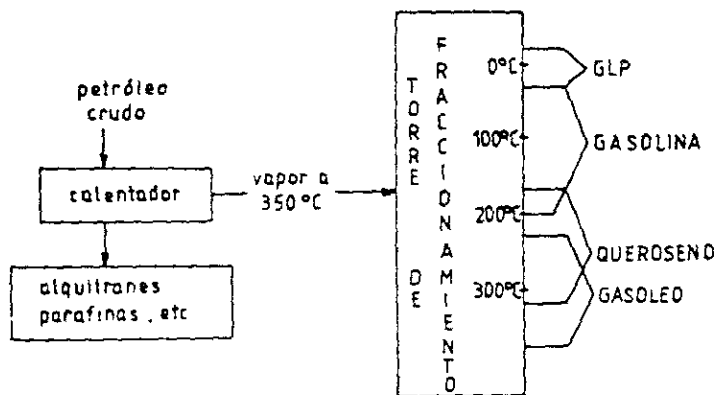 petróleo
crudo
calentador
vapor a
350°C
alquitranes
parafinas, etc
TORRE DE
FRACCIONAMIENTO
0°C
GLP
100°C
GASOLINA
200°C
QUEROSENO
300°C
GASOLEO